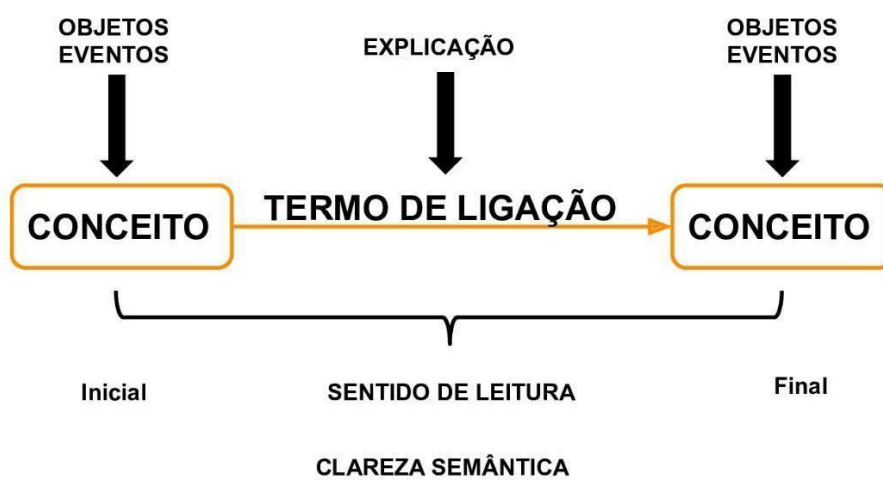 OBJETOS
EVENTOS
EXPLICAÇÃO
OBJETOS
EVENTOS
CONCEITO
TERMO DE LIGAÇÃO
CONCEITO
Inicial
SENTIDO DE LEITURA
Final
CLAREZA SEMÂNTICA